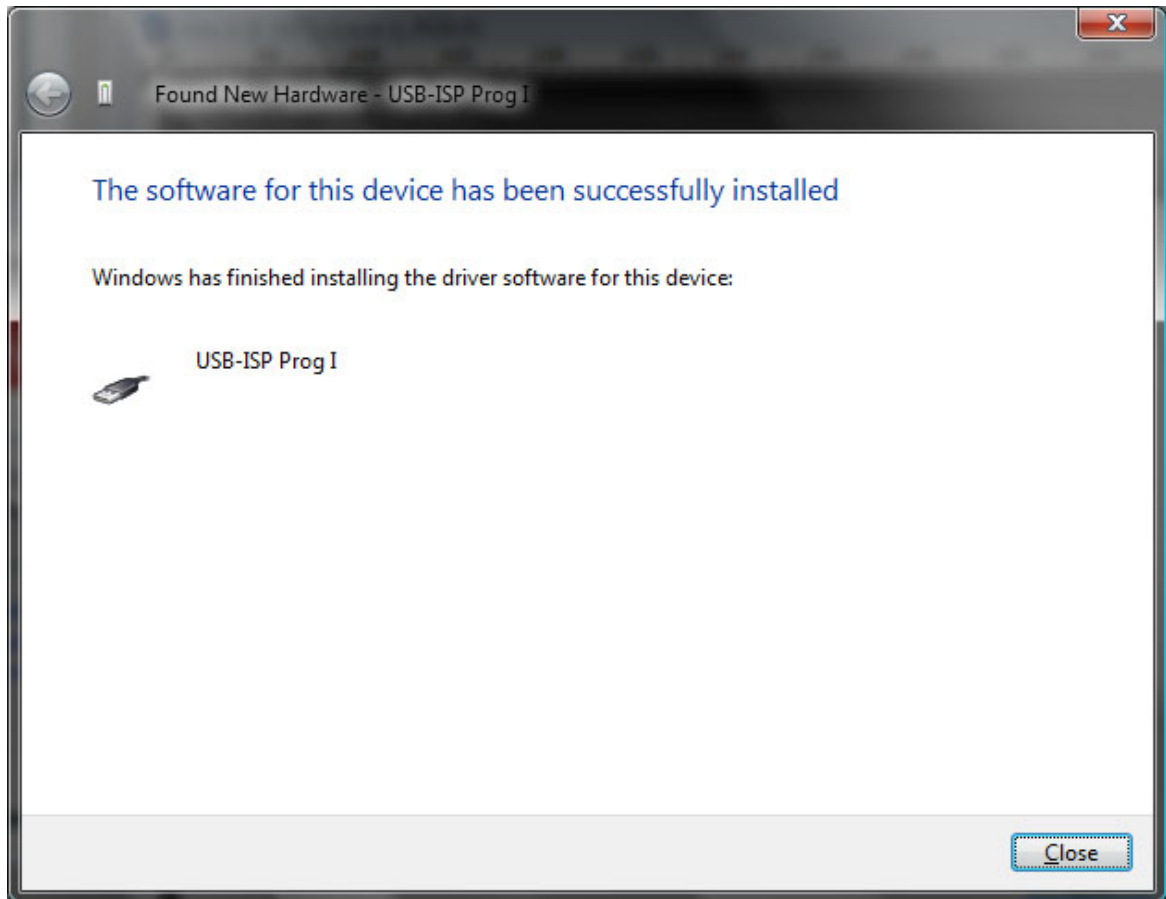 Found New Hardware - USB-ISP Prog I
The software for this device has been successfully installed
Windows has finished installing the driver software for this device:
USB-ISP Prog I
Close